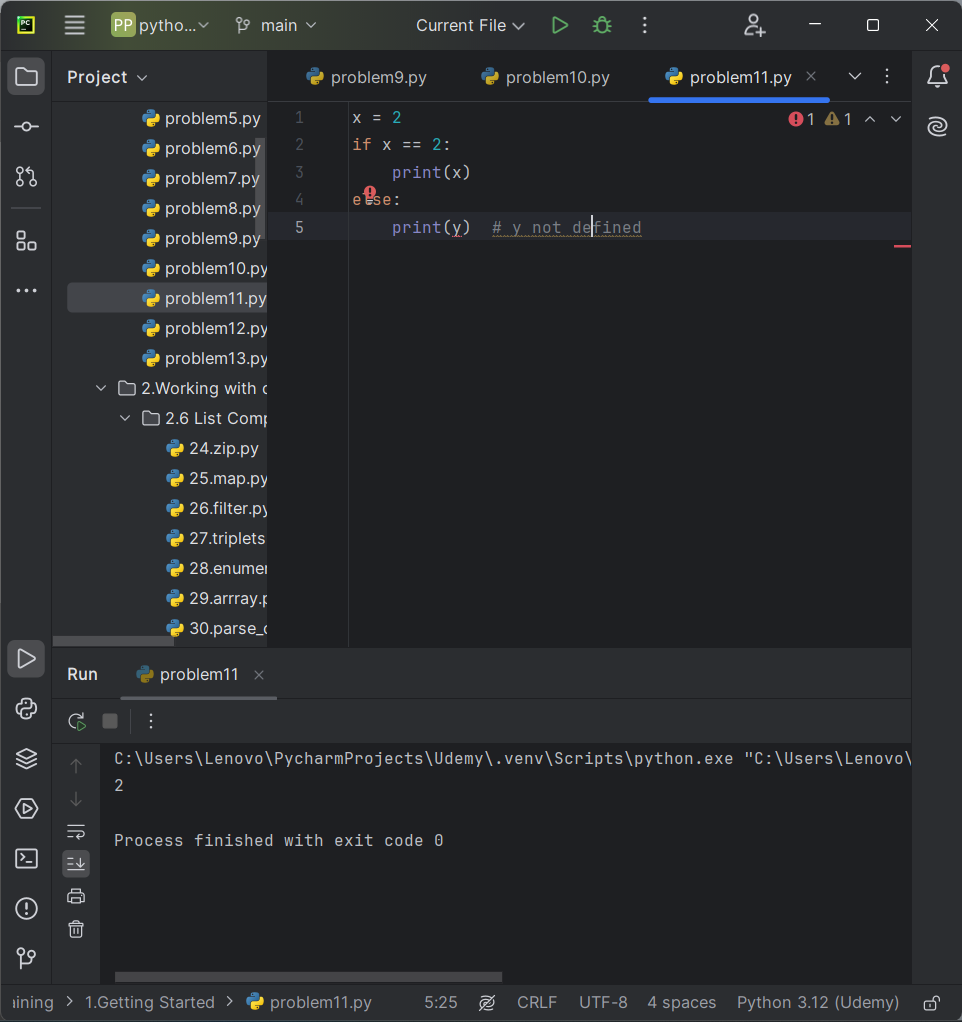 PC
PP python... main Current File
Project
problem9.py problem10.py problem11.py
problem5.py
problem6.py
problem7.py
problem8.py
problem9.py
problem10.py
problem11.py
problem12.py
problem13.py
2.Working with
2.6 List Comp
24.zip.py
25.map.py
26.filter.py
27.triplets
28.enumer
29.arrray.p
30.parse_
1 x = 2
2 if x == 2:
3 print(x)
4 else:
5 print(y) # y not defined
1 1
Run problem11
C:\Users\Lenovo\PycharmProjects\Udemy\.venv\Scripts\python.exe "C:\Users\Lenovo\
2
Process finished with exit code 0
aining > 1.Getting Started > problem11.py 5:25 CRLF UTF-8 4 spaces Python 3.12 (Udemy)